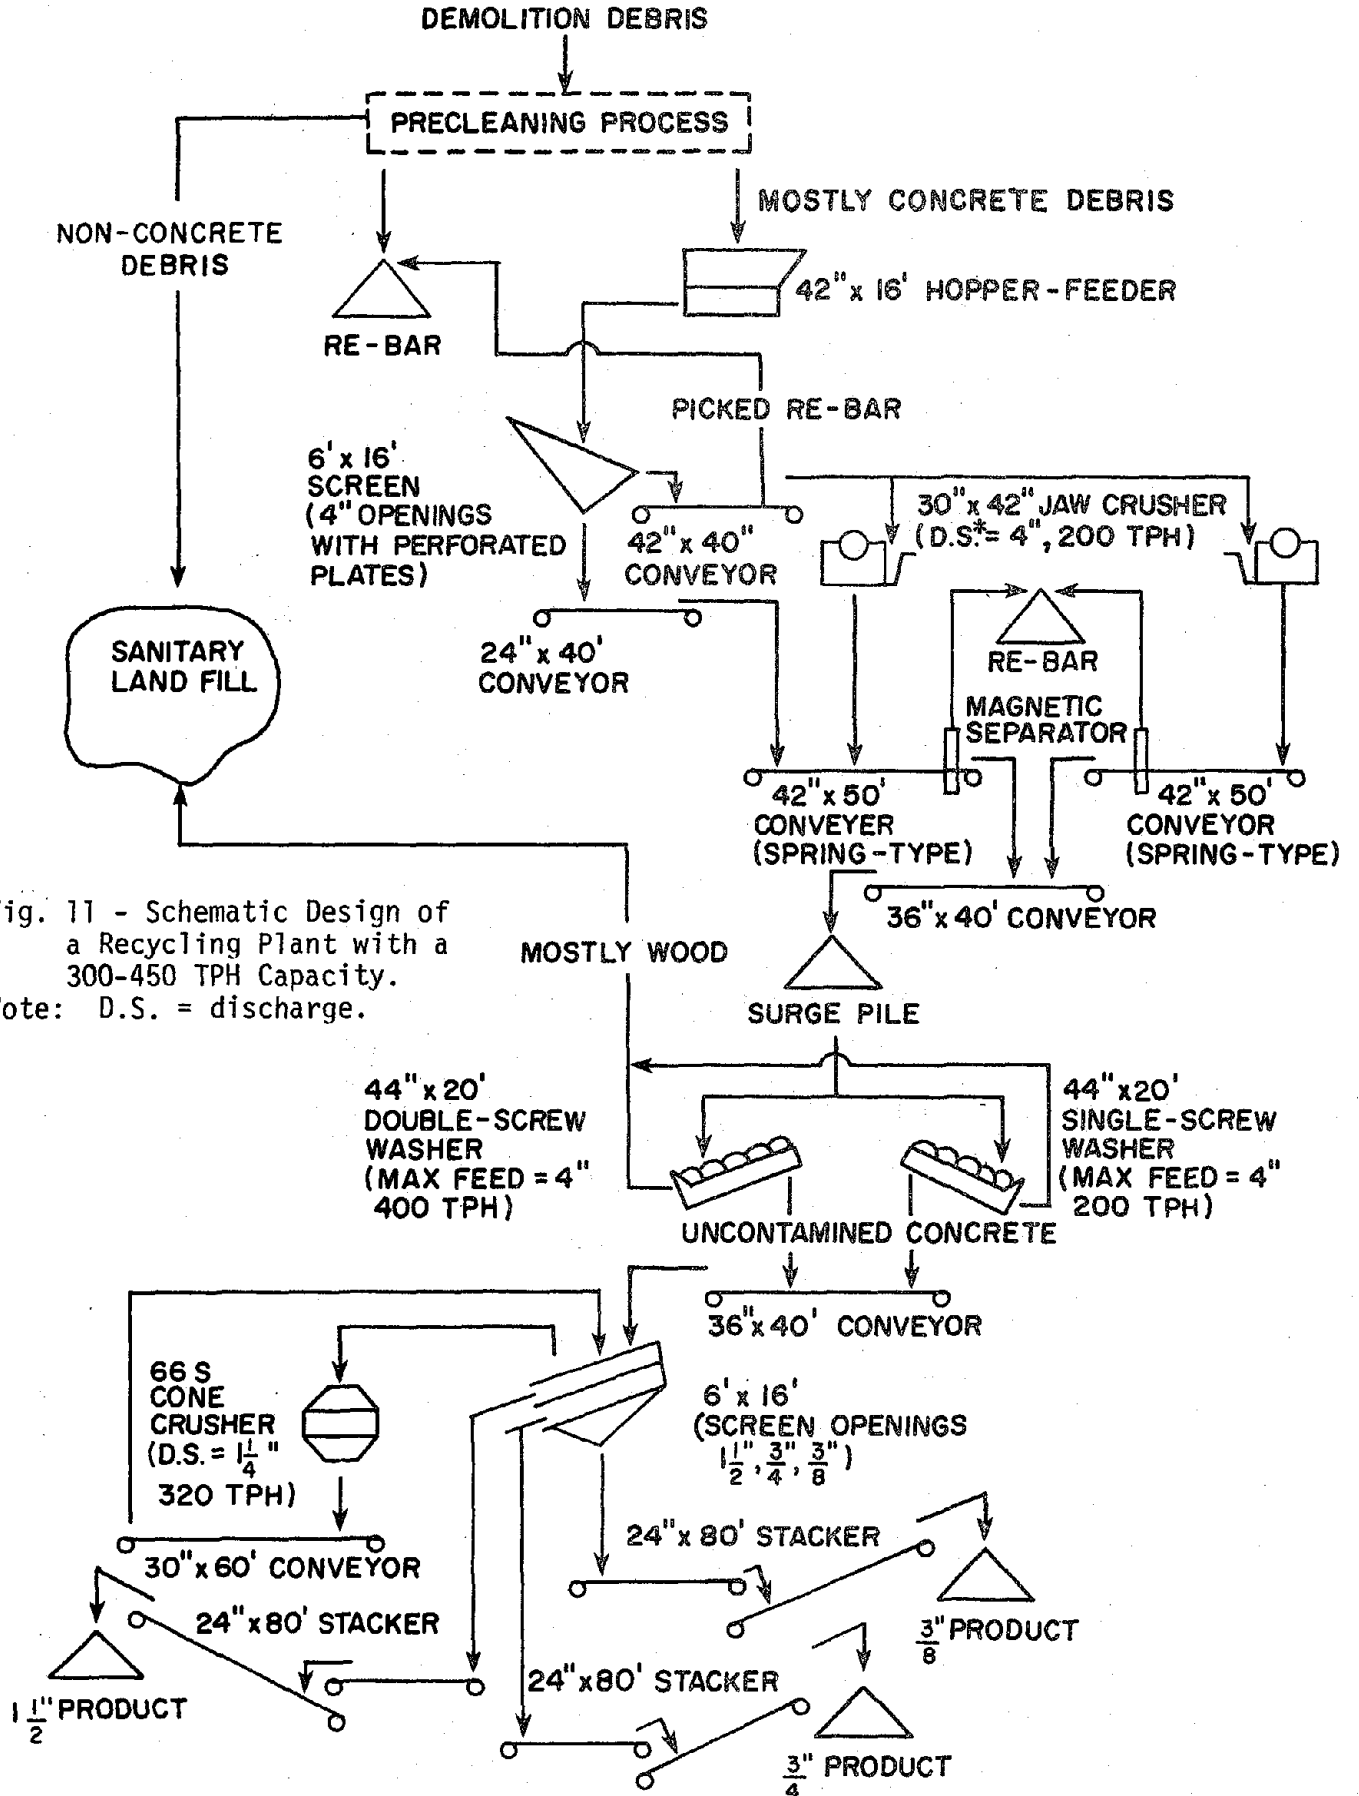 DEMOLITION DEBRIS
PRECLEANING PROCESS
MOSTLY CONCRETE DEBRIS
NON-CONCRETE
DEBRIS
42" x 16' HOPPER-FEEDER
RE-BAR
PICKED RE-BAR
6' x 16'
SCREEN
(4" OPENINGS
WITH PERFORATED
PLATES)
42" x 40"
CONVEYOR
30" x 42" JAW CRUSHER
(D.S.* = 4", 200 TPH)
24" x 40'
CONVEYOR
RE-BAR
MAGNETIC
SEPARATOR
SANITARY
LAND FILL
42" x 50'
CONVEYER
(SPRING-TYPE)
42" x 50'
CONVEYOR
(SPRING-TYPE)
36" x 40' CONVEYOR
ig. 11 - Schematic Design of
a Recycling Plant with a
300-450 TPH Capacity.
ote: D.S. = discharge.
MOSTLY WOOD
SURGE PILE
44" x 20'
DOUBLE-SCREW
WASHER
(MAX FEED = 4"
400 TPH)
44" x 20'
SINGLE-SCREW
WASHER
(MAX FEED = 4"
200 TPH)
UNCONTAMINED CONCRETE
36" x 40' CONVEYOR
66 S
CONE
CRUSHER
(D.S. = 1 1/4"
320 TPH)
6' x 16'
(SCREEN OPENINGS
1 1/2", 3/4", 3/8")
30" x 60' CONVEYOR
24" x 80' STACKER
3/8" PRODUCT
24" x 80' STACKER
1 1/2" PRODUCT
24" x 80' STACKER
3/4" PRODUCT